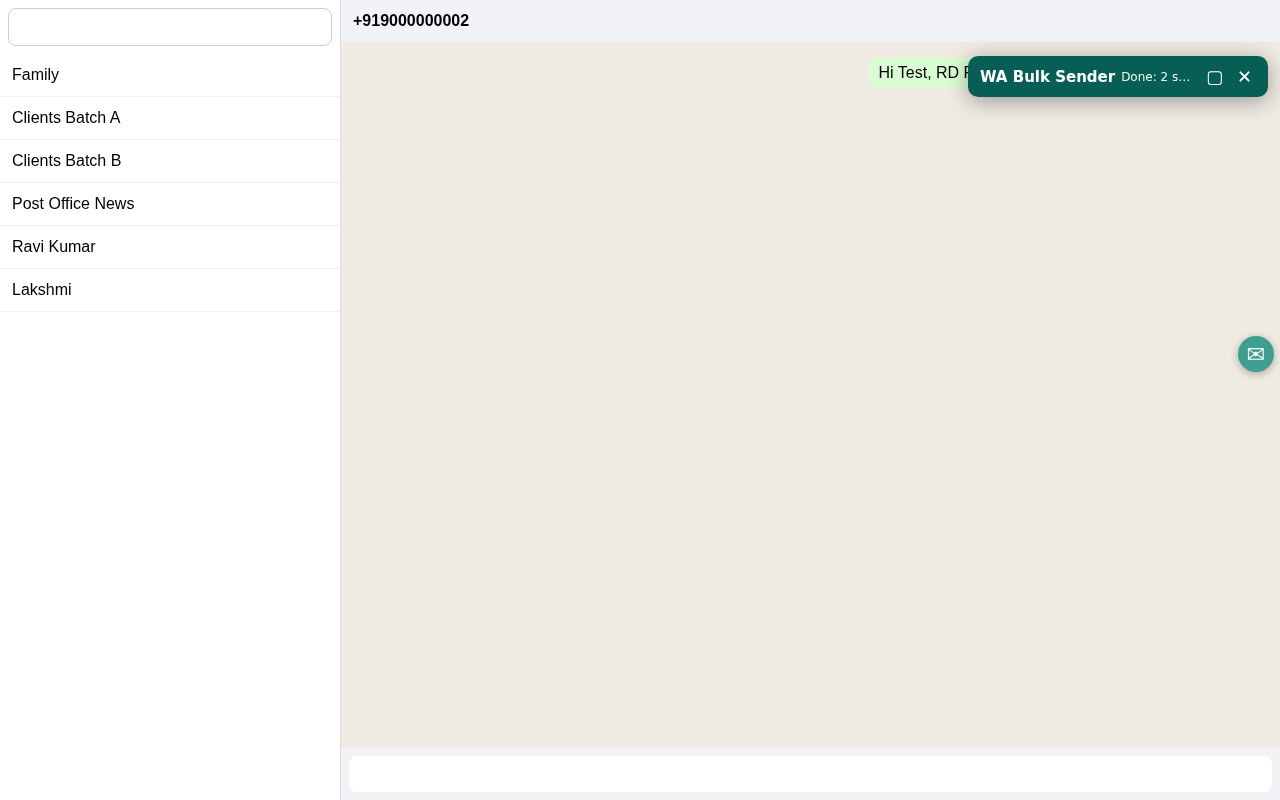 +919000000002
Family
Clients Batch A
Clients Batch B
Post Office News
Ravi Kumar
Lakshmi
Hi Test, RD
WA Bulk Sender Done: 2 s...